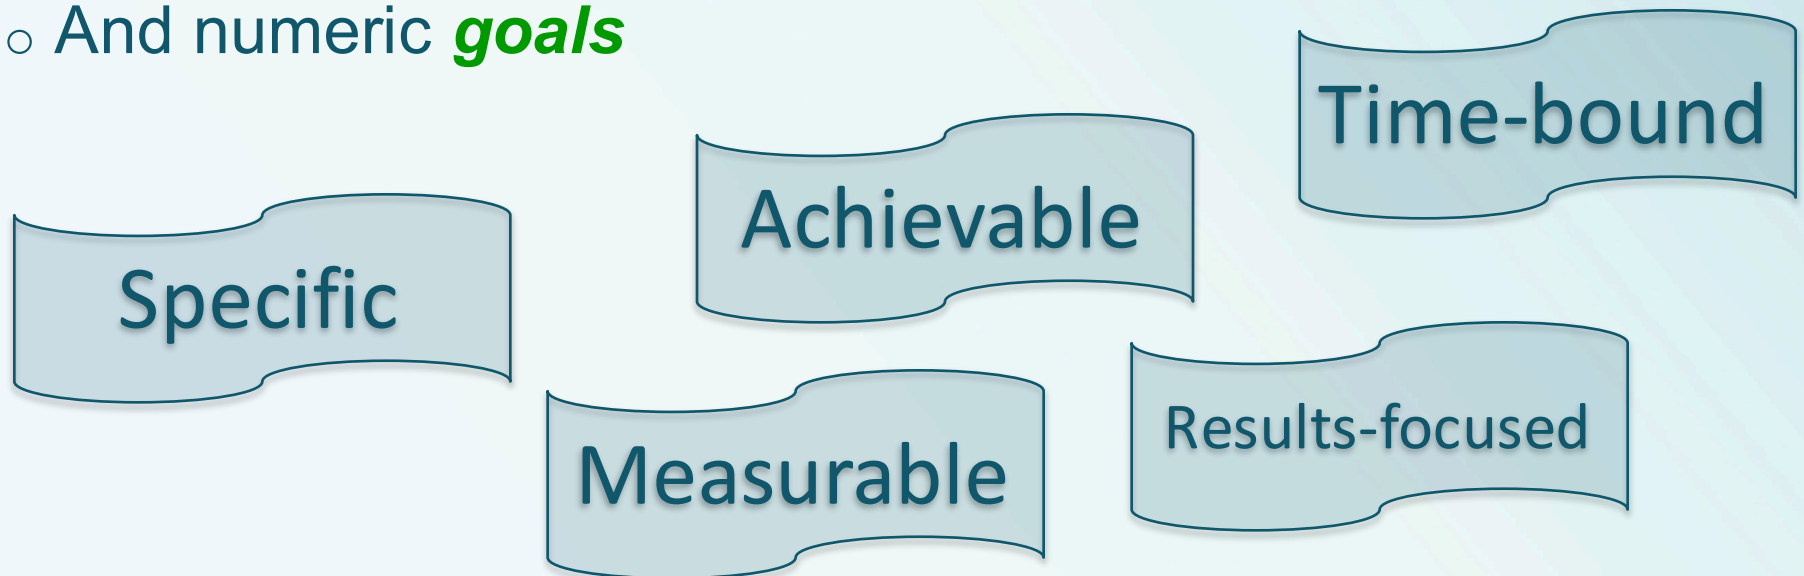 ○ And numeric goals
Specific
Measurable
Achievable
Results-focused
Time-bound